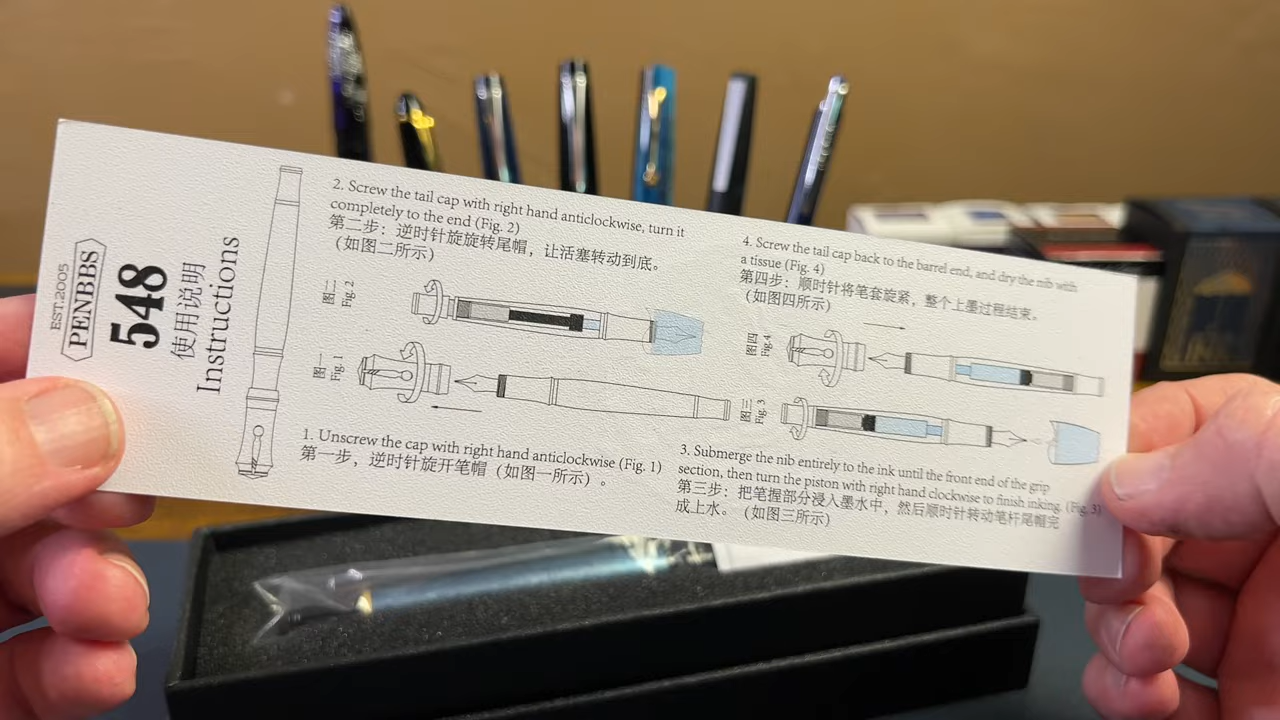 EST.2005
PENBBS
548
使用说明
Instructions
图一
Fig. 1
1. Unscrew the cap with right hand anticlockwise (Fig. 1)
第一步，逆时针旋开笔帽（如图一所示）。
2. Screw the tail cap with right hand anticlockwise, turn it
completely to the end (Fig. 2)
第二步：逆时针旋旋转尾帽，让活塞转动到底。
（如图二所示）
图二
Fig. 2
3. Submerge the nib entirely to the ink until the front end of the grip
section, then turn the piston with right hand clockwise to finish inking. (Fig. 3)
第三步：把笔握部分浸入墨水中，然后顺时针转动笔杆尾帽完
成上水。（如图三所示）
图三
Fig. 3
4. Screw the tail cap back to the barrel end, and dry the nib with
a tissue (Fig. 4)
第四步：顺时针将笔套旋紧，整个上墨过程结束。
（如图四所示）
图四
Fig.4